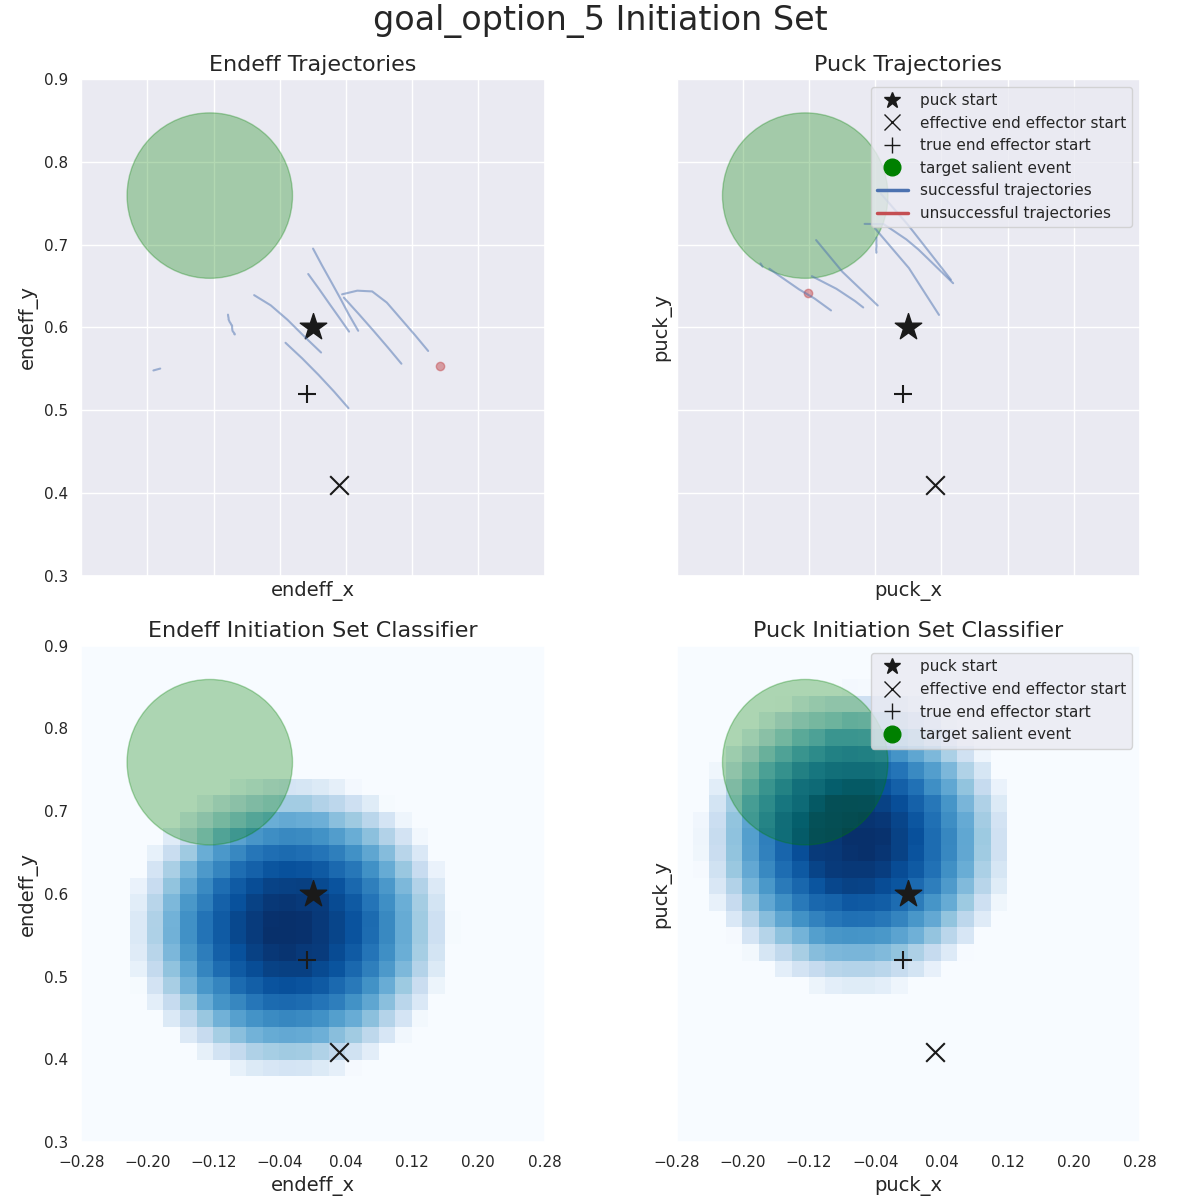 goal_option_5 Initiation Set
Endeff Trajectories
0.9
0.8
0.7
0.6
0.5
0.4
0.3
endeff_y
endeff_x
Puck Trajectories
puck start
effective end effector start
true end effector start
target salient event
successful trajectories
unsuccessful trajectories
puck_y
puck_x
Endeff Initiation Set Classifier
0.9
0.8
0.7
0.6
0.5
0.4
0.3
endeff_y
−0.28 −0.20 −0.12 −0.04 0.04 0.12 0.20 0.28
endeff_x
Puck Initiation Set Classifier
puck start
effective end effector start
true end effector start
target salient event
puck_y
−0.28 −0.20 −0.12 −0.04 0.04 0.12 0.20 0.28
puck_x